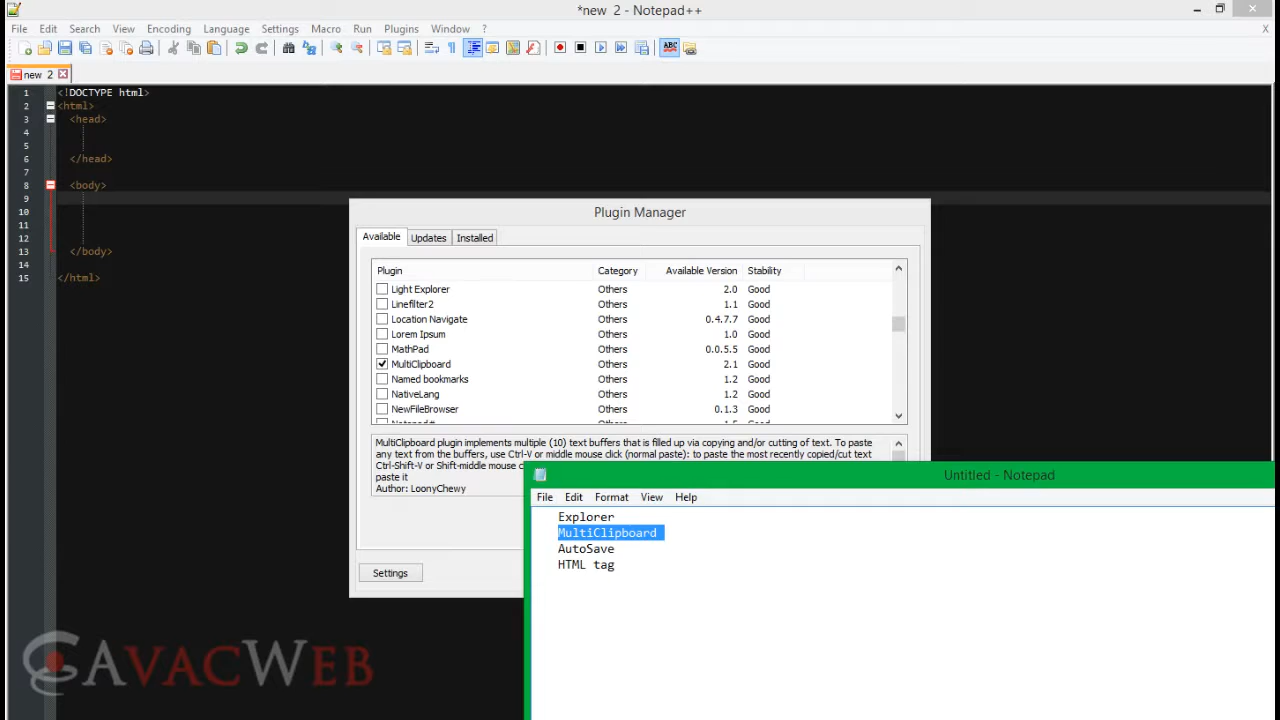 *new 2 - Notepad++
File Edit Search View Encoding Language Settings Macro Run Plugins Window ?
X
ABC
new 2
1 <!DOCTYPE html>
2 <html>
3 <head>
4
5
6 </head>
7
8 <body>
9
10
11
12
13 </body>
14
15 </html>
Plugin Manager
Available Updates Installed
Plugin Category Available Version Stability
Light Explorer Others 2.0 Good
Linefilter2 Others 1.1 Good
Location Navigate Others 0.4.7.7 Good
Lorem Ipsum Others 1.0 Good
MathPad Others 0.0.5.5 Good
MultiClipboard Others 2.1 Good
Named bookmarks Others 1.2 Good
NativeLang Others 1.2 Good
NewFileBrowser Others 0.1.3 Good
MultiClipboard plugin implements multiple (10) text buffers that is filled up via copying and/or cutting of text. To paste
any text from the buffers, use Ctrl-V or middle mouse click (normal paste): to paste the most recently copied/cut text
Ctrl-Shift-V or Shift-middle mouse c
paste it
Author: LoonyChewy
Settings
Untitled - Notepad
File Edit Format View Help
Explorer
MultiClipboard
AutoSave
HTML tag
AVACWEB